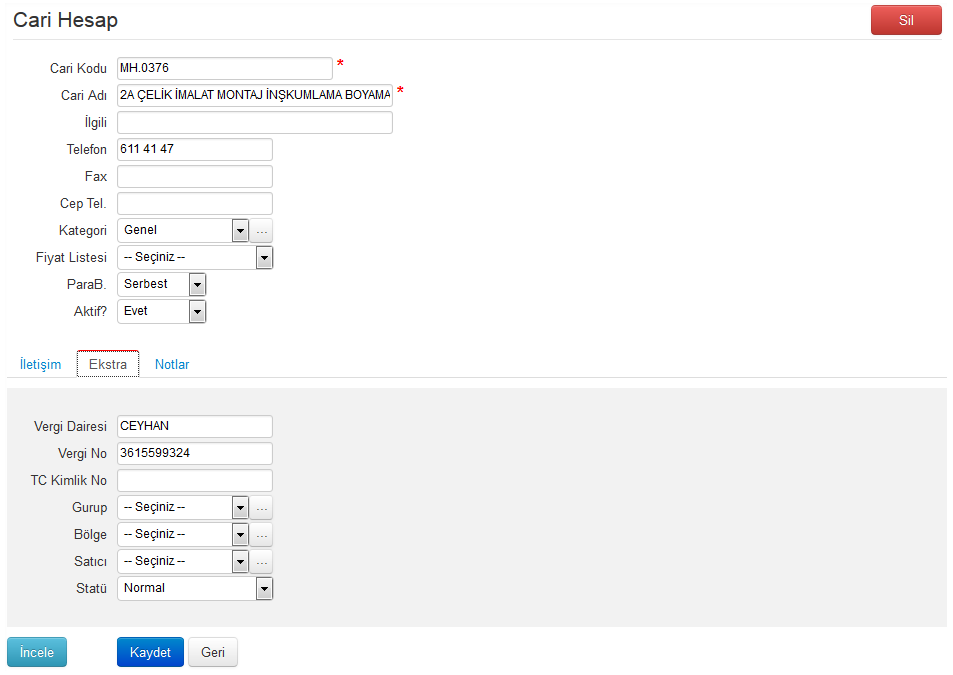 Cari Hesap Sil
Cari Kodu MH.0376 *
Cari Adı 2A ÇELİK İMALAT MONTAJ İNŞKUMLAMA BOYAMA *
İlgili
Telefon 611 41 47
Fax
Cep Tel.
Kategori Genel ...
Fiyat Listesi -- Seçiniz --
ParaB. Serbest
Aktif? Evet
İletişim Ekstra Notlar
Vergi Dairesi CEYHAN
Vergi No 3615599324
TC Kimlik No
Gurup -- Seçiniz -- ...
Bölge -- Seçiniz -- ...
Satıcı -- Seçiniz -- ...
Statü Normal
İncele Kaydet Geri